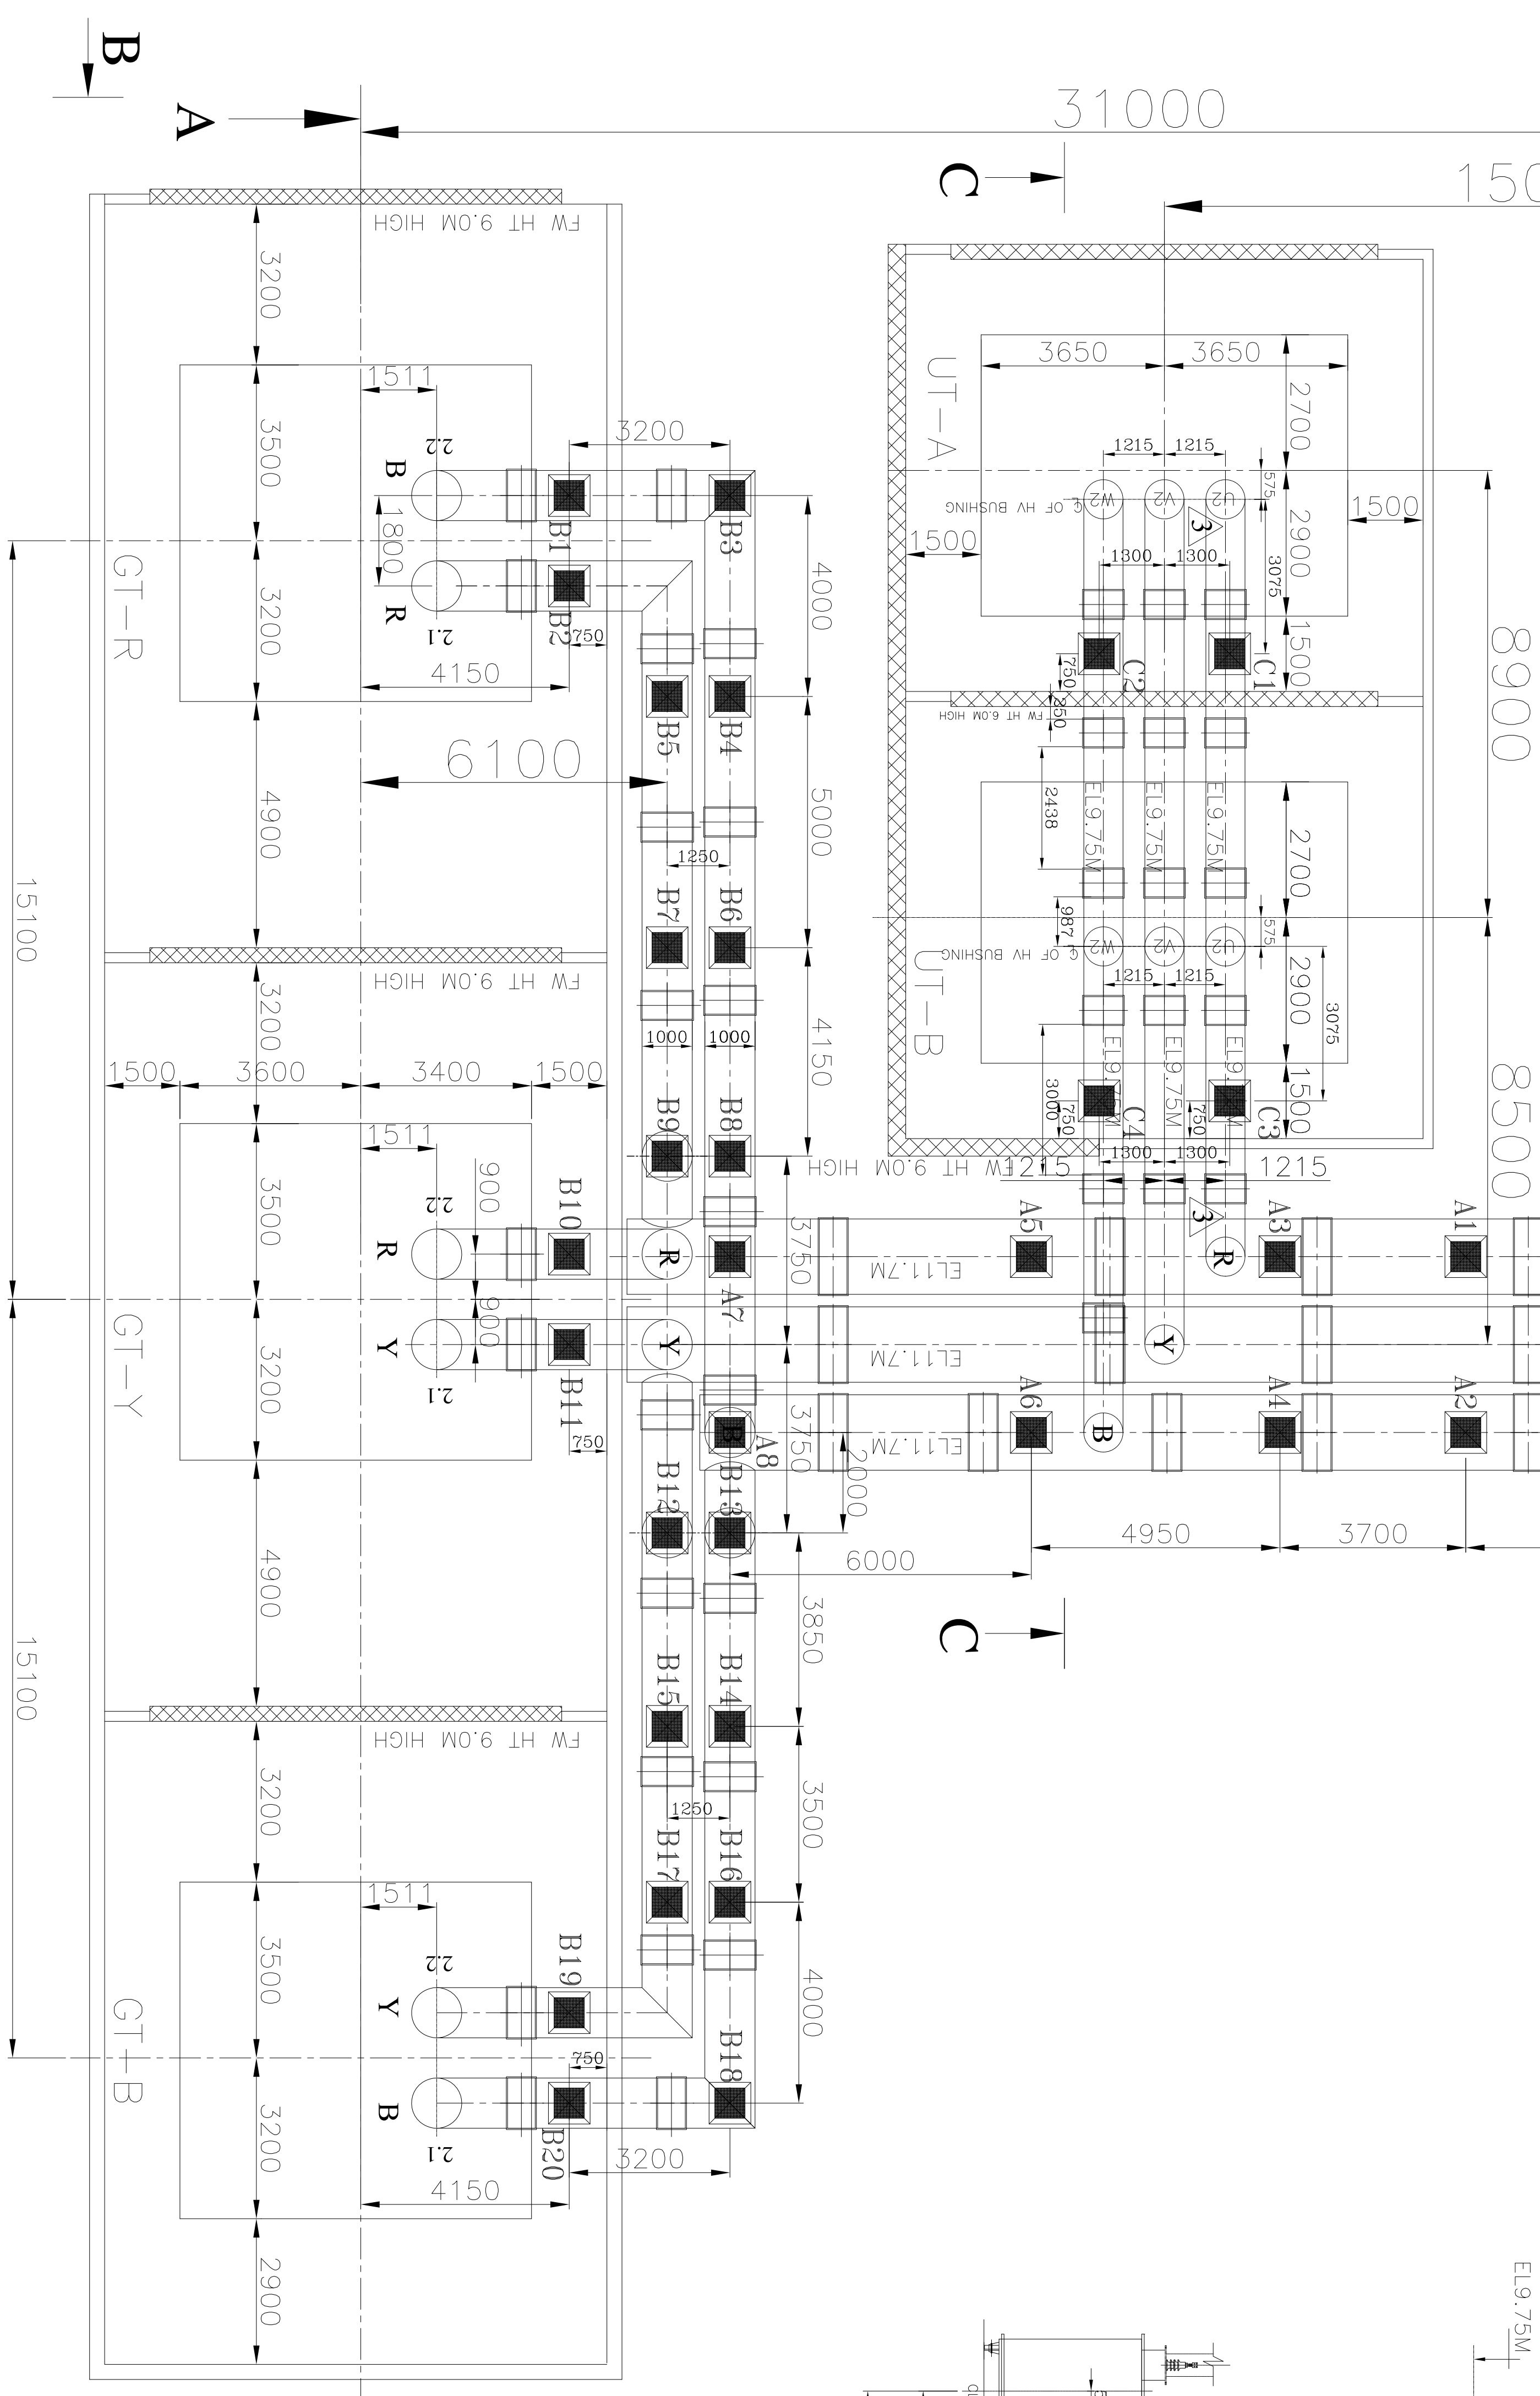 B
A
31000
C
150
FW HT 9.0M HIGH
3200
3500
3200
4900
1511
2.2
B
1800
R
2.1
GT-R
4150
6100
B1
B2
750
3200
B3
4000
B5
B4
5000
1250
B7
B6
4150
1000
1000
B9
B8
15100
UT-A
3650
3650
2700
1215
1215
575
W2
V2
U2
℄ OF HV BUSHING
3
2900
1500
1500
1300
1300
3075
1500
C2
C1
750
250
FW HT 6.0M HIGH
8900
2438
EL9.75M
EL9.75M
EL9.75M
2700
987
575
W2
V2
U2
℄ OF HV BUSHING
UT-B
1215
1215
2900
3075
EL9.75M
EL9.75M
EL9.75M
3000
750
750
1500
C4
C3
1300
1300
1215
1215
FW HT 9.0M HIGH
8500
3
FW HT 9.0M HIGH
3200
1500
3600
3400
1500
1511
900
3500
2.2
R
B10
R
A7
3750
A5
EL11.7M
R
A3
A1
900
Y
B11
Y
EL11.7M
Y
GT-Y
3200
2.1
750
B
A8
3750
2000
A6
EL11.7M
B
A4
A2
4900
B12
B13
6000
4950
3700
3850
C
15100
B15
B14
FW HT 9.0M HIGH
3200
1250
3500
B17
B16
1511
3500
2.2
Y
B19
4000
GT-B
750
B18
B
3200
2.1
B20
3200
4150
2900
EL9.75M